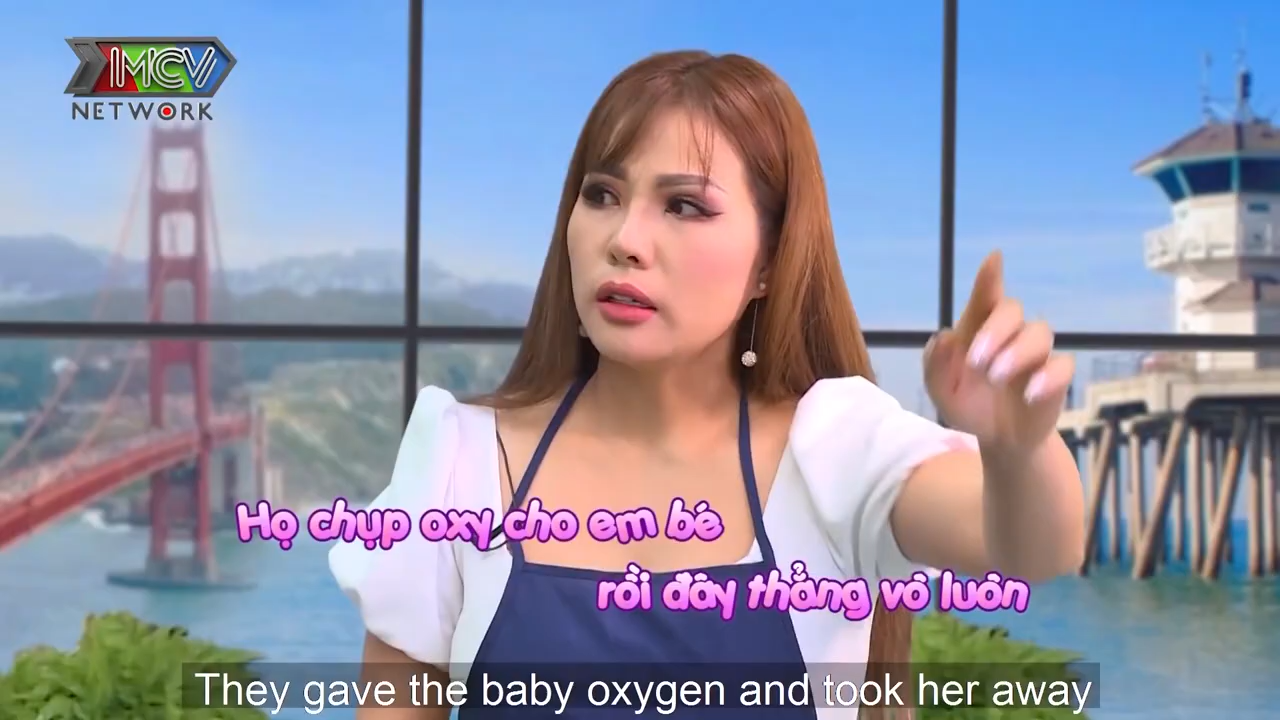 MCV
NETWORK
Họ chụp oxy cho em bé
rồi đây thẳng vô luôn
They gave the baby oxygen and took her away